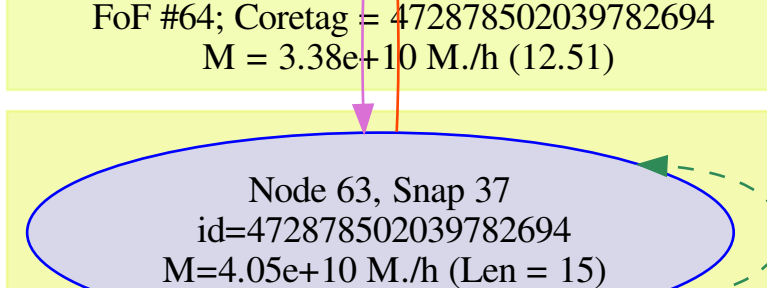 FoF #64; Coretag = 472878502039782694
M = 3.38e+10 M./h (12.51)
Node 63, Snap 37
id=472878502039782694
M=4.05e+10 M./h (Len = 15)